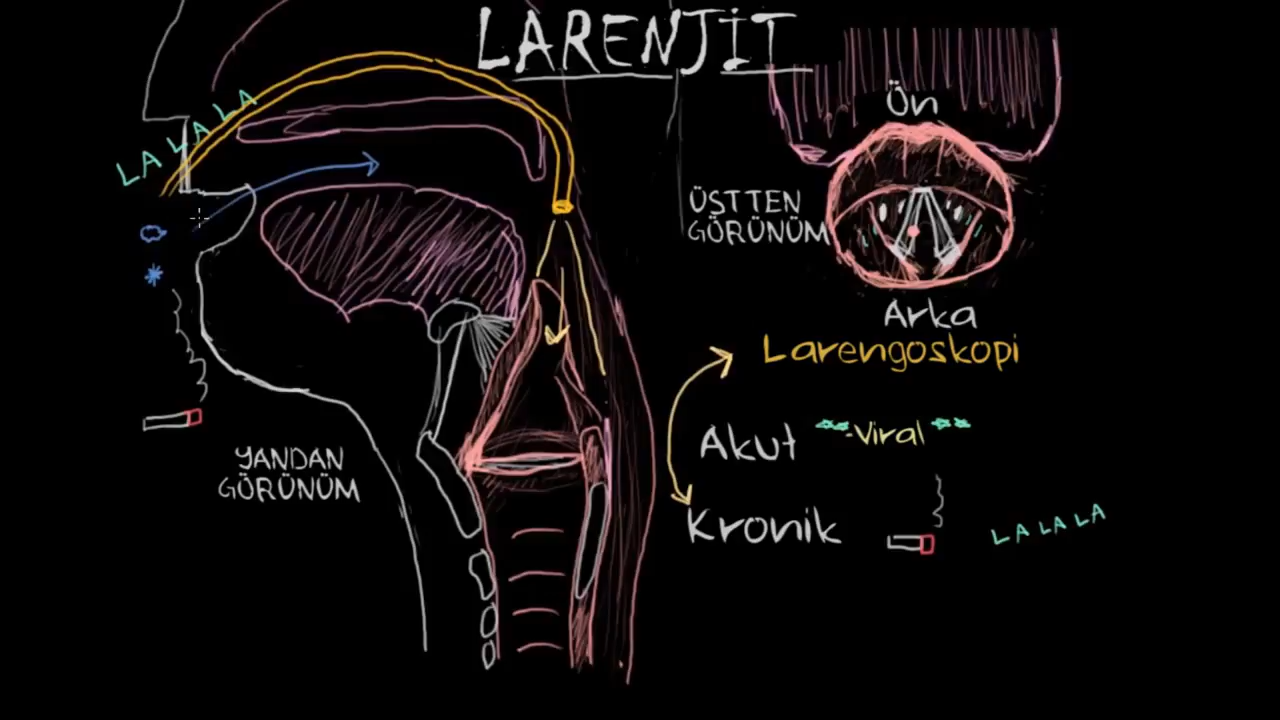 LARENJİT
LA LA LA
YANDAN
GÖRÜNÜM
Ön
ÜSTTEN
GÖRÜNÜM
Arka
Larengoskopi
Akut -Viral
Kronik LA LA LA